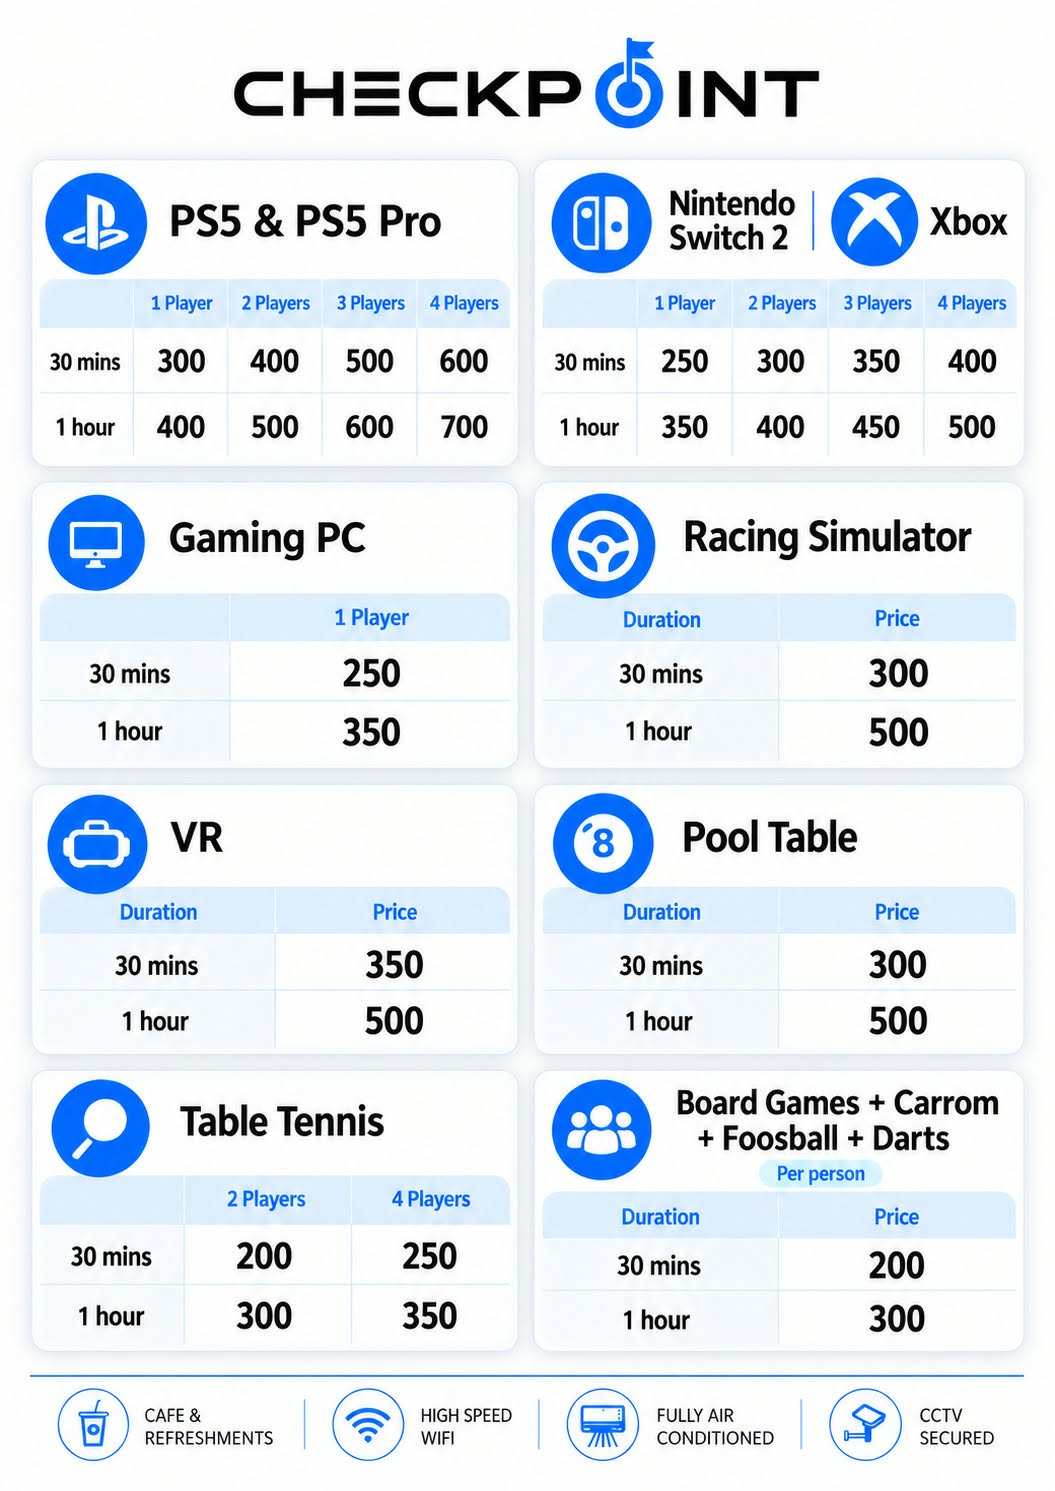 CHECKPOINT
PS5 & PS5 Pro
1 Player 2 Players 3 Players 4 Players
30 mins 300 400 500 600
1 hour 400 500 600 700
Nintendo
Switch 2
Xbox
1 Player 2 Players 3 Players 4 Players
30 mins 250 300 350 400
1 hour 350 400 450 500
Gaming PC
1 Player
30 mins 250
1 hour 350
Racing Simulator
Duration Price
30 mins 300
1 hour 500
VR
Duration Price
30 mins 350
1 hour 500
8
Pool Table
Duration Price
30 mins 300
1 hour 500
Table Tennis
2 Players 4 Players
30 mins 200 250
1 hour 300 350
Board Games + Carrom
+ Foosball + Darts
Per person
Duration Price
30 mins 200
1 hour 300
CAFE &
REFRESHMENTS
HIGH SPEED
WIFI
FULLY AIR
CONDITIONED
CCTV
SECURED